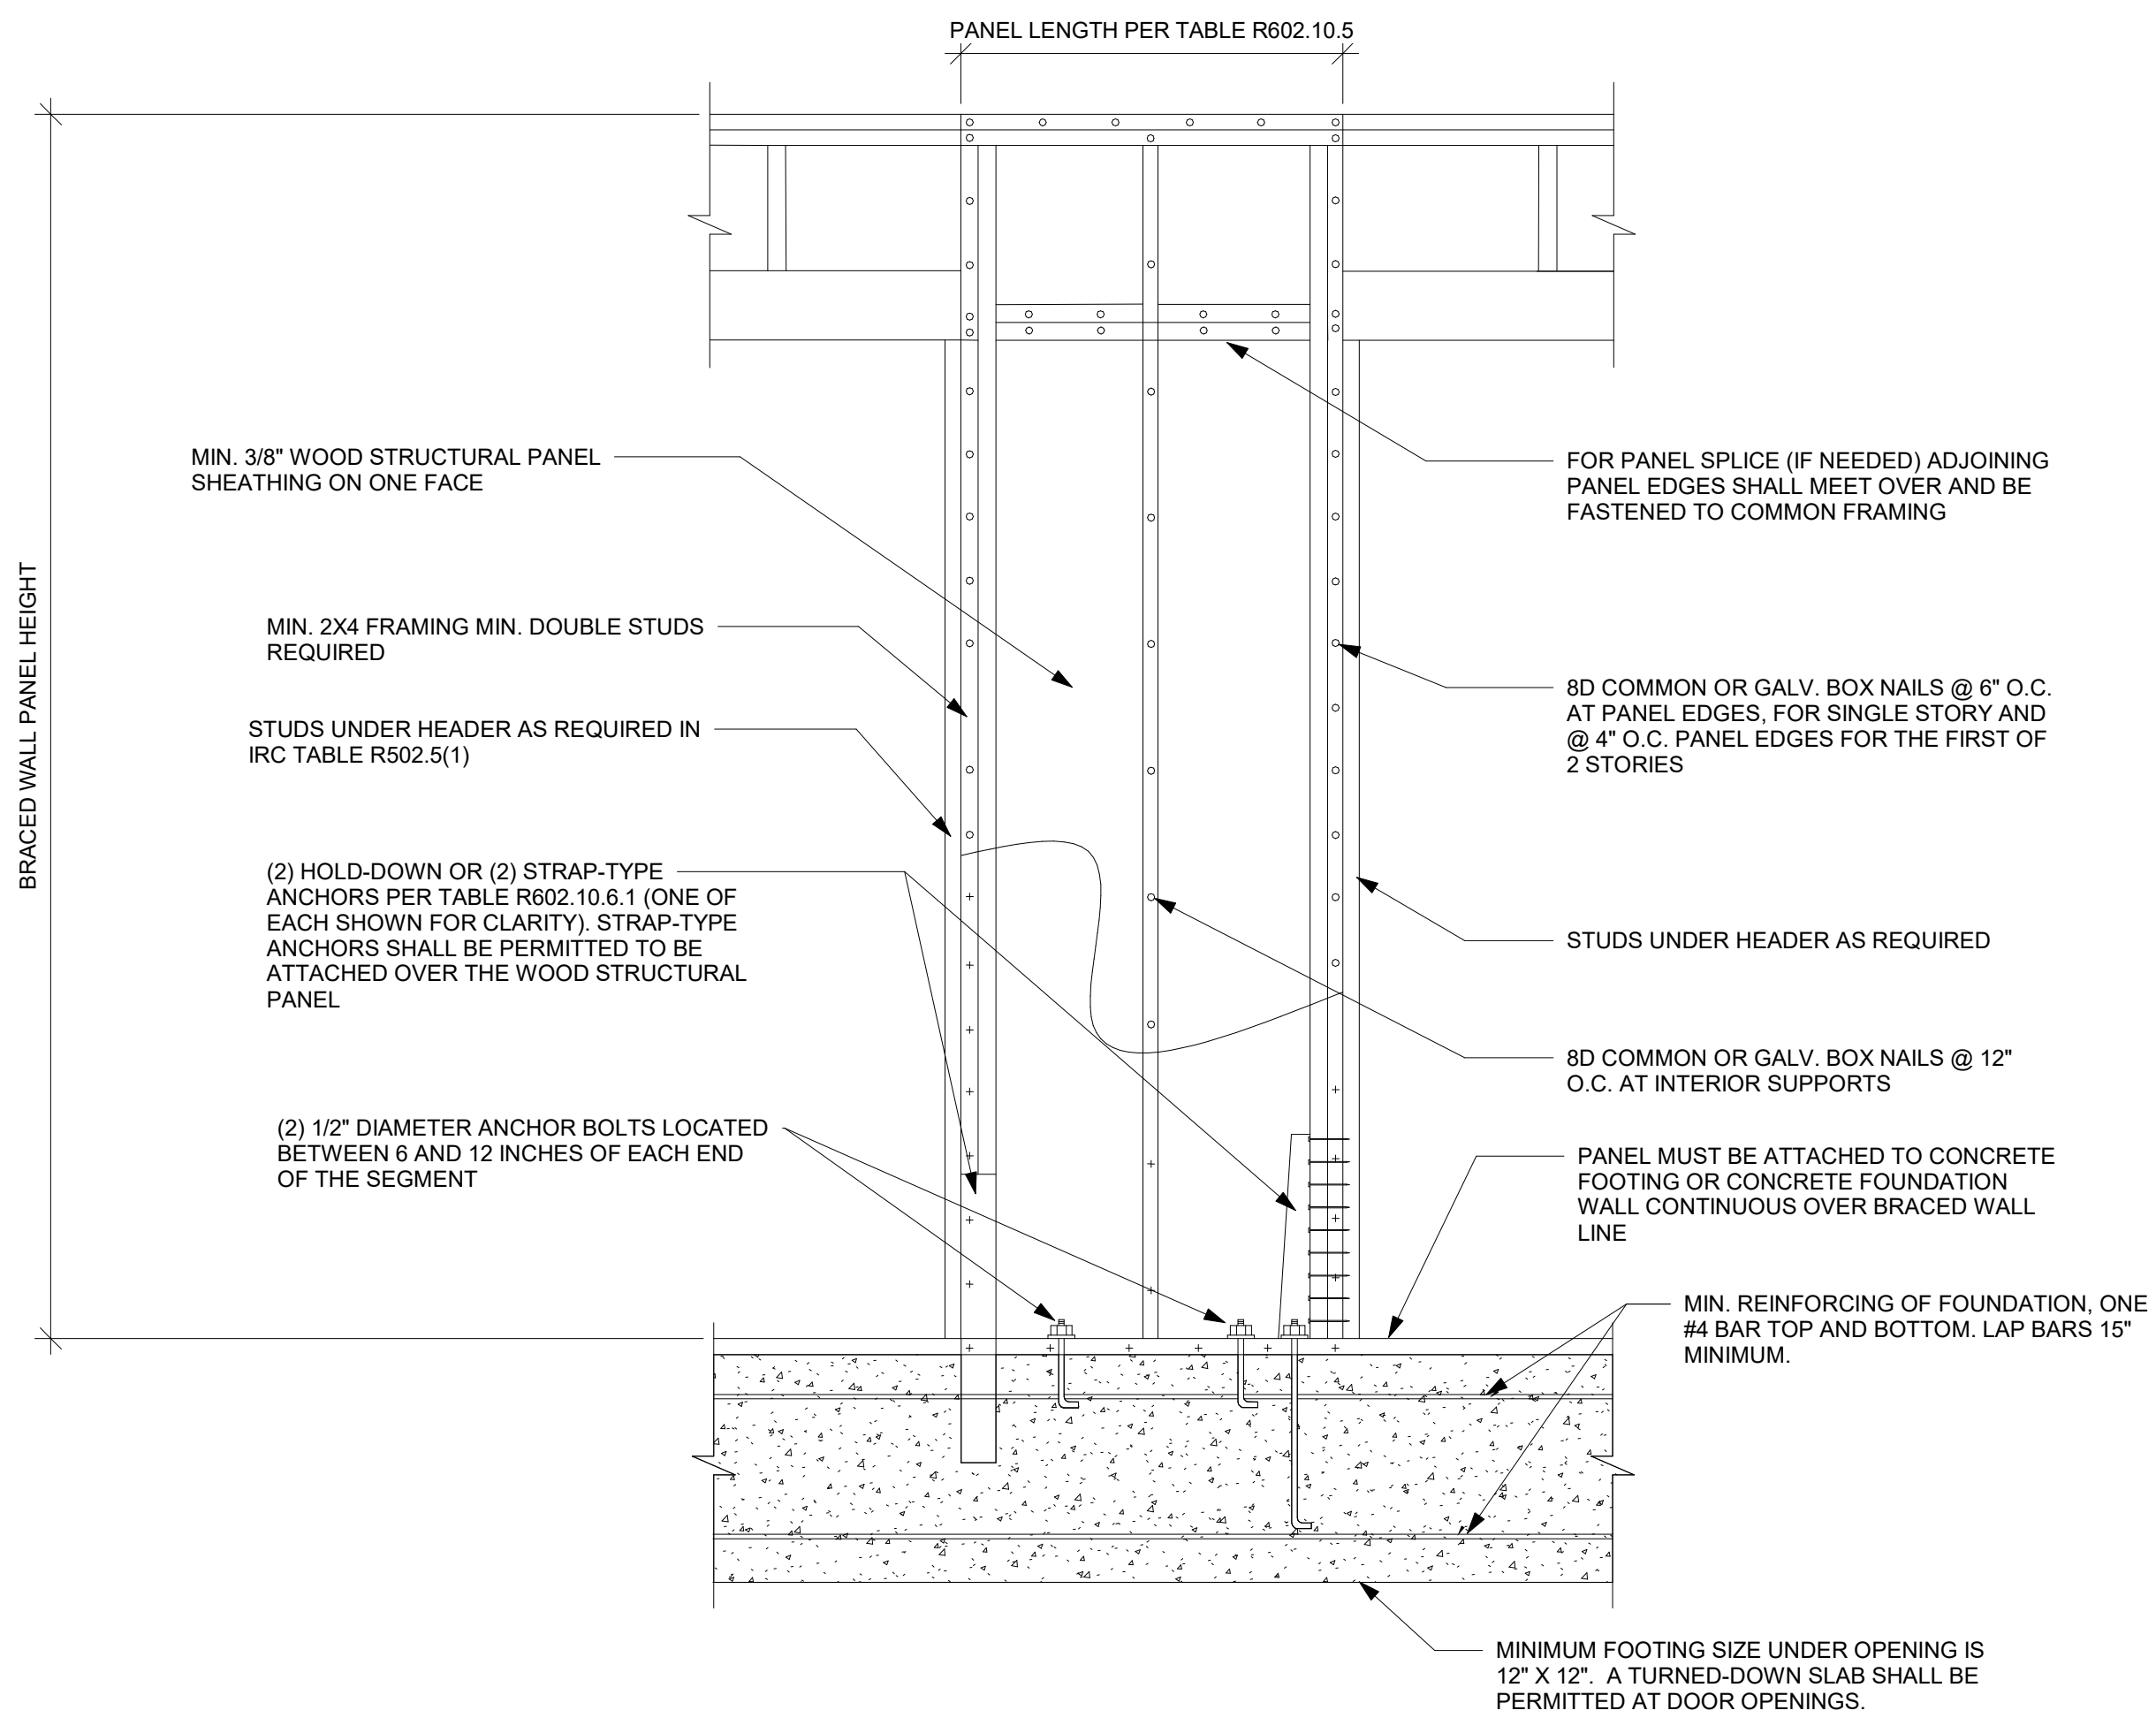 PANEL LENGTH PER TABLE R602.10.5
BRACED WALL PANEL HEIGHT
MIN. 3/8" WOOD STRUCTURAL PANEL
SHEATHING ON ONE FACE
MIN. 2X4 FRAMING MIN. DOUBLE STUDS
REQUIRED
STUDS UNDER HEADER AS REQUIRED IN
IRC TABLE R502.5(1)
(2) HOLD-DOWN OR (2) STRAP-TYPE
ANCHORS PER TABLE R602.10.6.1 (ONE OF
EACH SHOWN FOR CLARITY). STRAP-TYPE
ANCHORS SHALL BE PERMITTED TO BE
ATTACHED OVER THE WOOD STRUCTURAL
PANEL
(2) 1/2" DIAMETER ANCHOR BOLTS LOCATED
BETWEEN 6 AND 12 INCHES OF EACH END
OF THE SEGMENT
FOR PANEL SPLICE (IF NEEDED) ADJOINING
PANEL EDGES SHALL MEET OVER AND BE
FASTENED TO COMMON FRAMING
8D COMMON OR GALV. BOX NAILS @ 6" O.C.
AT PANEL EDGES, FOR SINGLE STORY AND
@ 4" O.C. PANEL EDGES FOR THE FIRST OF
2 STORIES
STUDS UNDER HEADER AS REQUIRED
8D COMMON OR GALV. BOX NAILS @ 12"
O.C. AT INTERIOR SUPPORTS
PANEL MUST BE ATTACHED TO CONCRETE
FOOTING OR CONCRETE FOUNDATION
WALL CONTINUOUS OVER BRACED WALL
LINE
MIN. REINFORCING OF FOUNDATION, ONE
#4 BAR TOP AND BOTTOM. LAP BARS 15"
MINIMUM.
MINIMUM FOOTING SIZE UNDER OPENING IS
12" X 12".  A TURNED-DOWN SLAB SHALL BE
PERMITTED AT DOOR OPENINGS.